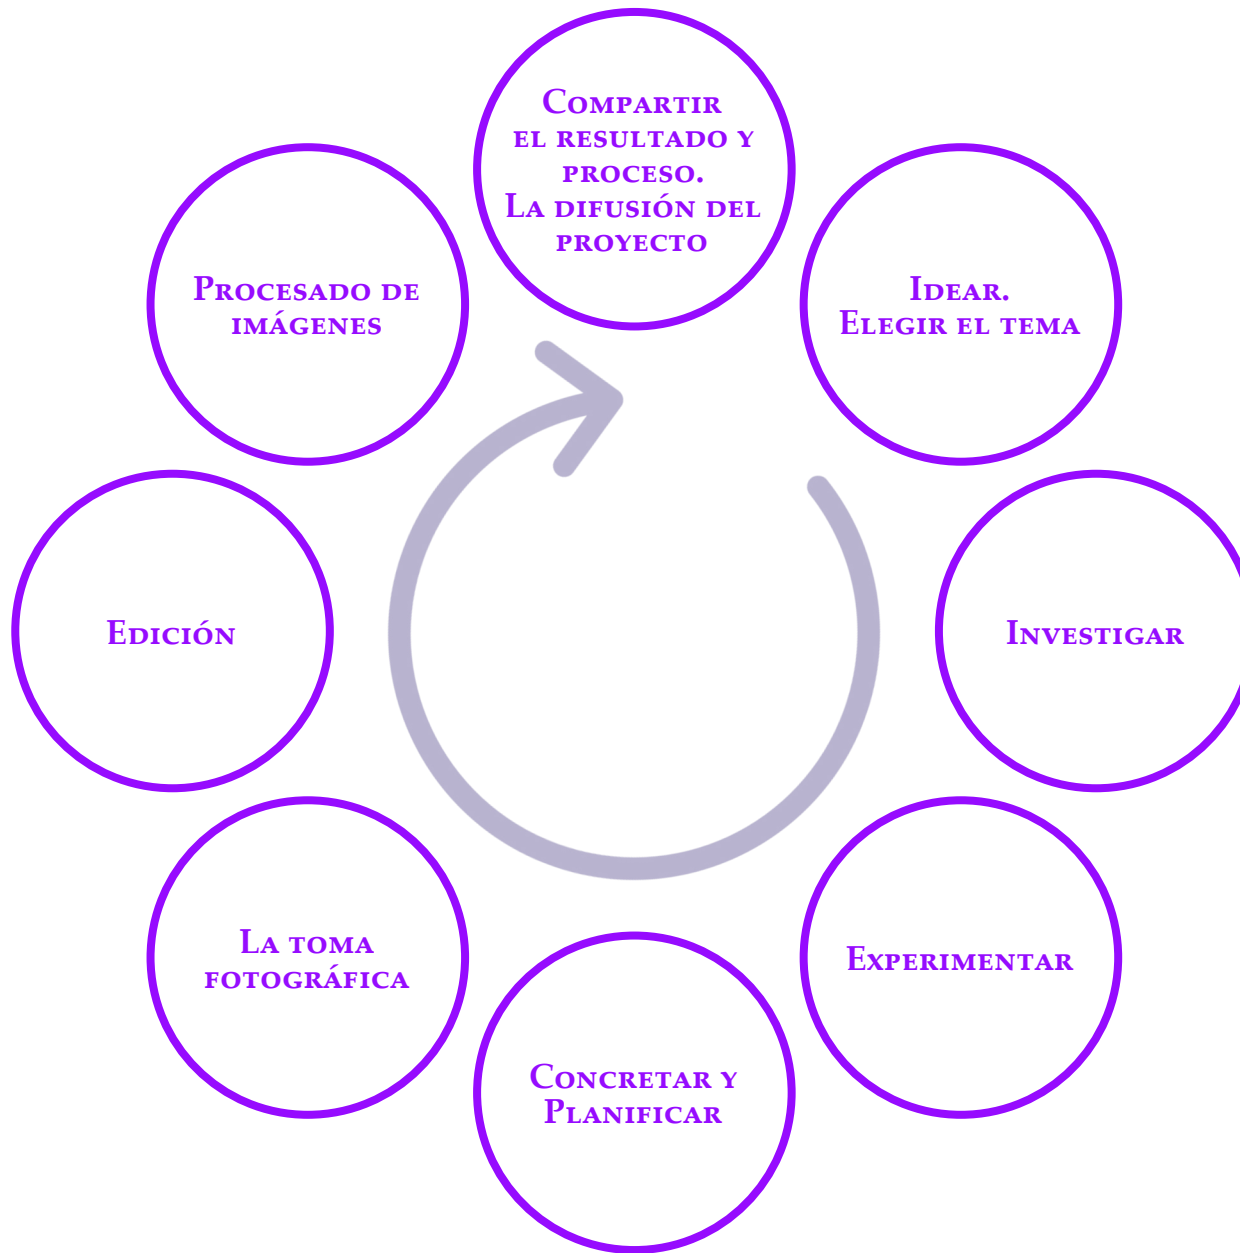 Compartir
el resultado y
proceso.
La difusión del
proyecto
Idear.
Elegir el tema
Investigar
Experimentar
Concretar y
Planificar
La toma
fotográfica
Edición
Procesado de
imágenes